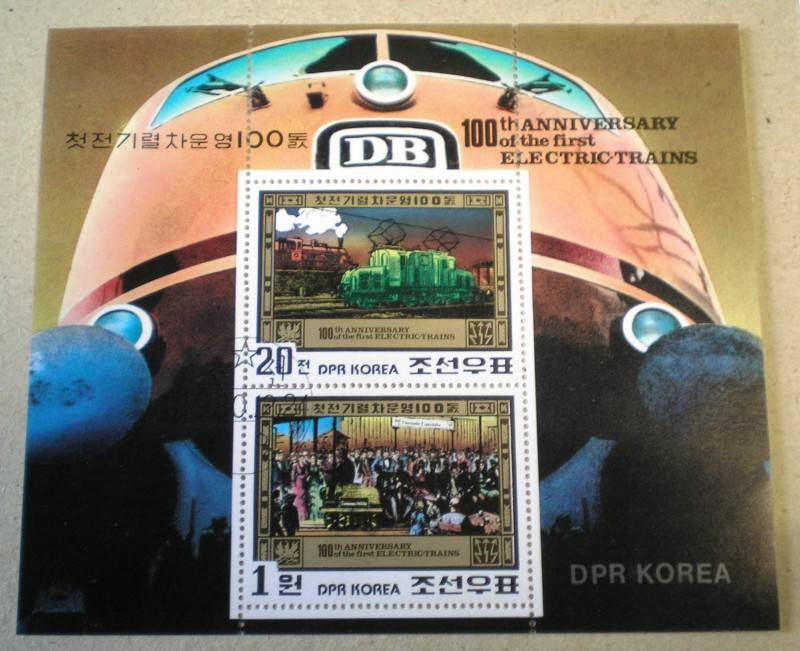 첫전기렬차운영100돐
100th ANNIVERSARY
of the first
ELECTRIC-TRAINS
DB
첫전기렬차운영100돐
100th ANNIVERSARY
of the first ELECTRIC-TRAINS
20전 DPR KOREA 조선우표
첫전기렬차운영100돐
100th ANNIVERSARY
of the first ELECTRIC-TRAINS
1원 DPR KOREA 조선우표
DPR KOREA